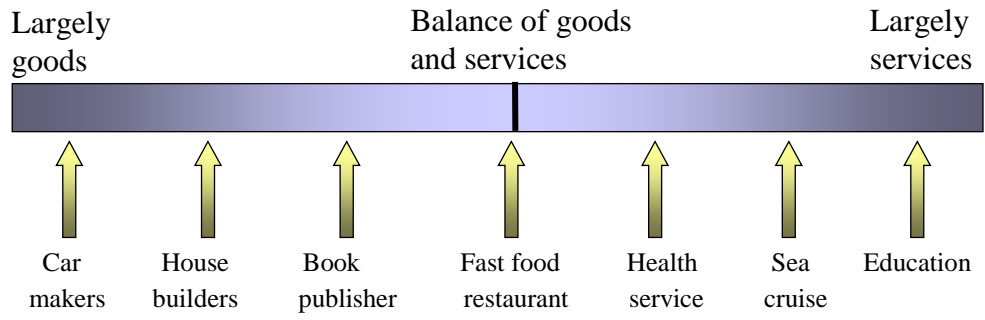 Largely
goods
Balance of goods
and services
Largely
services
Car
makers
House
builders
Book
publisher
Fast food
restaurant
Health
service
Sea
cruise
Education